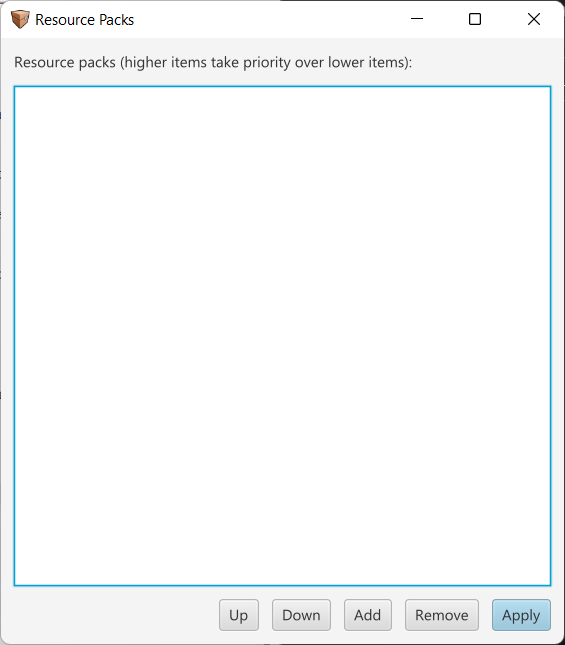 Resource Packs
Resource packs (higher items take priority over lower items):
Up Down Add Remove Apply